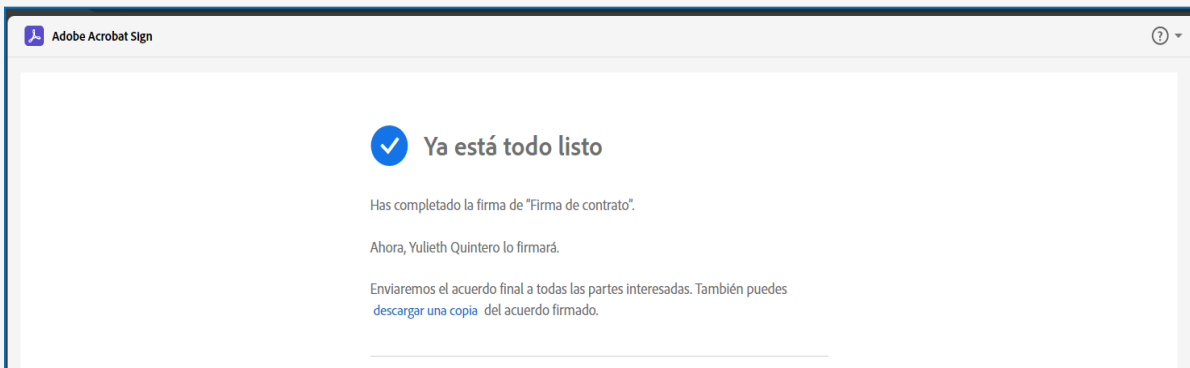 Adobe Acrobat Sign
Ya está todo listo
Has completado la firma de "Firma de contrato".
Ahora, Yulieth Quintero lo firmará.
Enviaremos el acuerdo final a todas las partes interesadas. También puedes
descargar una copia del acuerdo firmado.